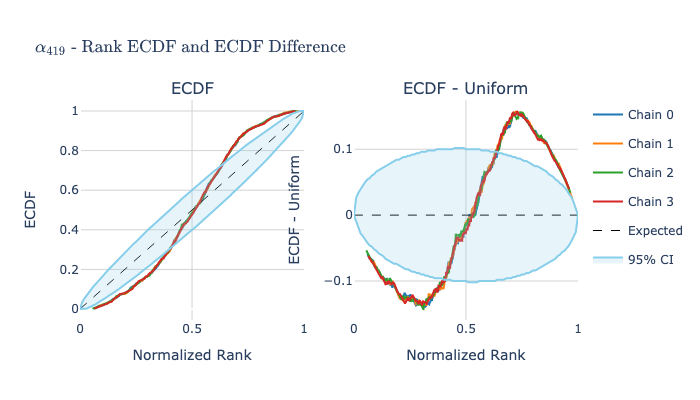 α₄₁₉ - Rank ECDF and ECDF Difference
ECDF
ECDF
1
0.8
0.6
0.4
0.2
0
0
0.5
1
Normalized Rank
ECDF - Uniform
ECDF - Uniform
0.1
0
−0.1
0
0.5
1
Normalized Rank
Chain 0
Chain 1
Chain 2
Chain 3
Expected
95% CI